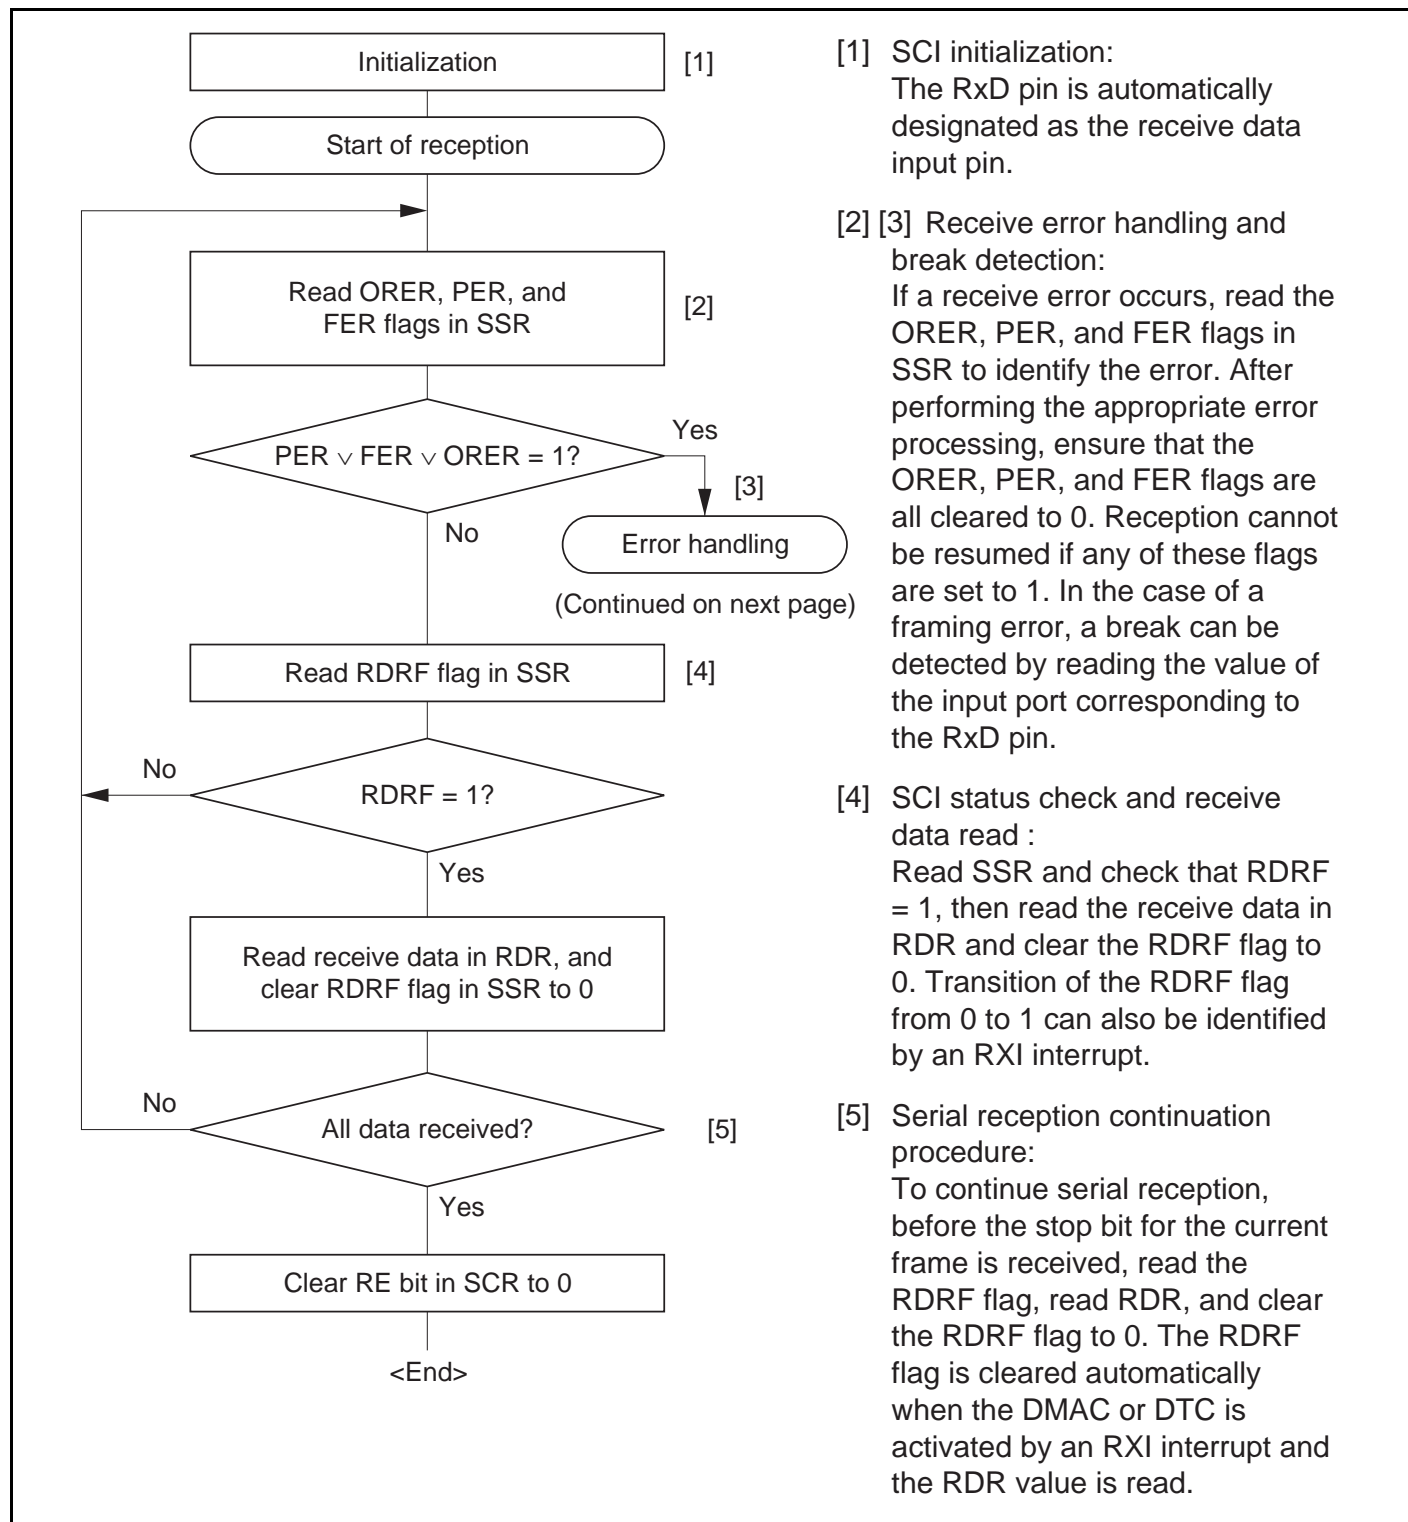 Initialization
[1]
Start of reception
Read ORER, PER, and
FER flags in SSR
[2]
PER ∨ FER ∨ ORER = 1?
Yes
[3]
No
Error handling
(Continued on next page)
Read RDRF flag in SSR
[4]
No
RDRF = 1?
Yes
Read receive data in RDR, and
clear RDRF flag in SSR to 0
No
All data received?
[5]
Yes
Clear RE bit in SCR to 0
<End>
[1] SCI initialization:
The RxD pin is automatically
designated as the receive data
input pin.
[2] [3] Receive error handling and
break detection:
If a receive error occurs, read the
ORER, PER, and FER flags in
SSR to identify the error. After
performing the appropriate error
processing, ensure that the
ORER, PER, and FER flags are
all cleared to 0. Reception cannot
be resumed if any of these flags
are set to 1. In the case of a
framing error, a break can be
detected by reading the value of
the input port corresponding to
the RxD pin.
[4] SCI status check and receive
data read :
Read SSR and check that RDRF
= 1, then read the receive data in
RDR and clear the RDRF flag to
0. Transition of the RDRF flag
from 0 to 1 can also be identified
by an RXI interrupt.
[5] Serial reception continuation
procedure:
To continue serial reception,
before the stop bit for the current
frame is received, read the
RDRF flag, read RDR, and clear
the RDRF flag to 0. The RDRF
flag is cleared automatically
when the DMAC or DTC is
activated by an RXI interrupt and
the RDR value is read.